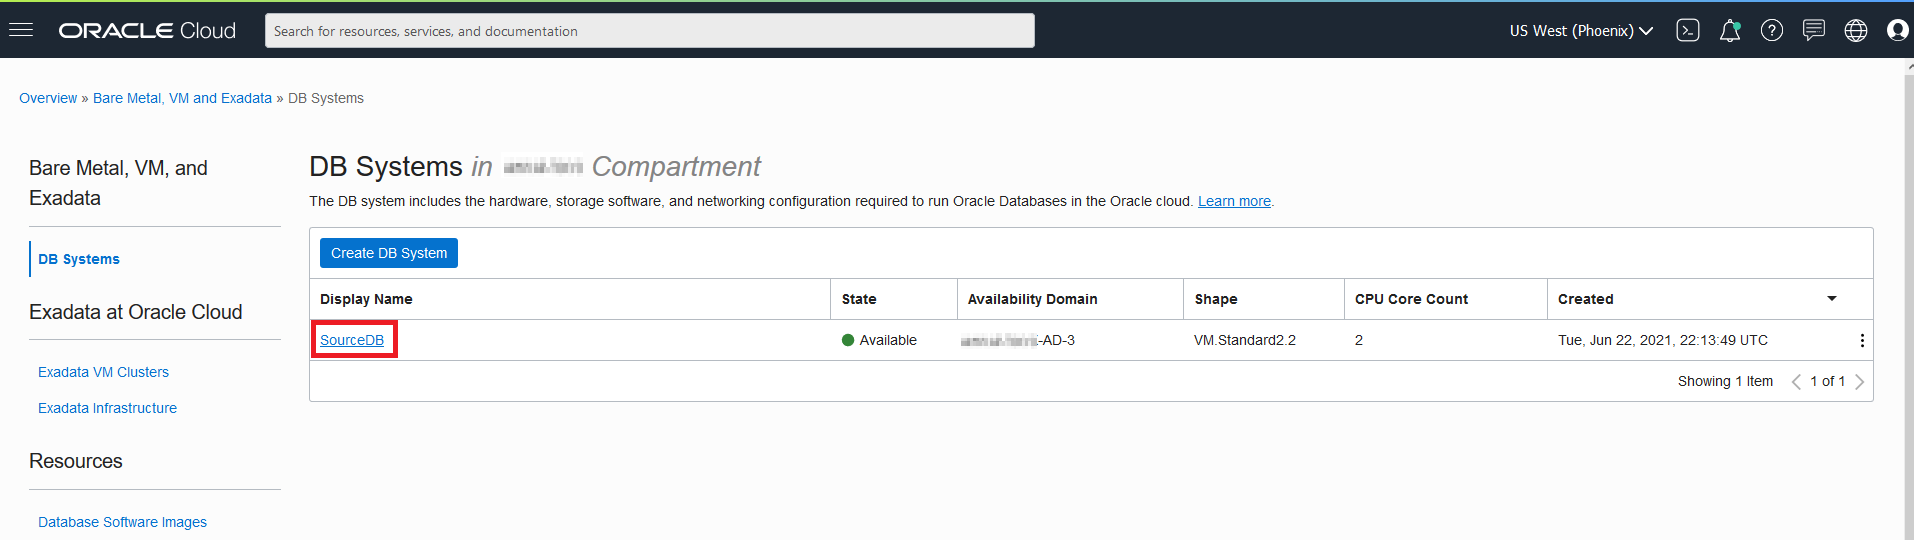 ORACLE Cloud
Search for resources, services, and documentation
US West (Phoenix)
Overview » Bare Metal, VM and Exadata » DB Systems
Bare Metal, VM, and
Exadata
DB Systems
Exadata at Oracle Cloud
Exadata VM Clusters
Exadata Infrastructure
Resources
Database Software Images
DB Systems in Compartment
The DB system includes the hardware, storage software, and networking configuration required to run Oracle Databases in the Oracle cloud. Learn more.
Create DB System
Display Name State Availability Domain Shape CPU Core Count Created
SourceDB Available -AD-3 VM.Standard2.2 2 Tue, Jun 22, 2021, 22:13:49 UTC
Showing 1 Item 1 of 1